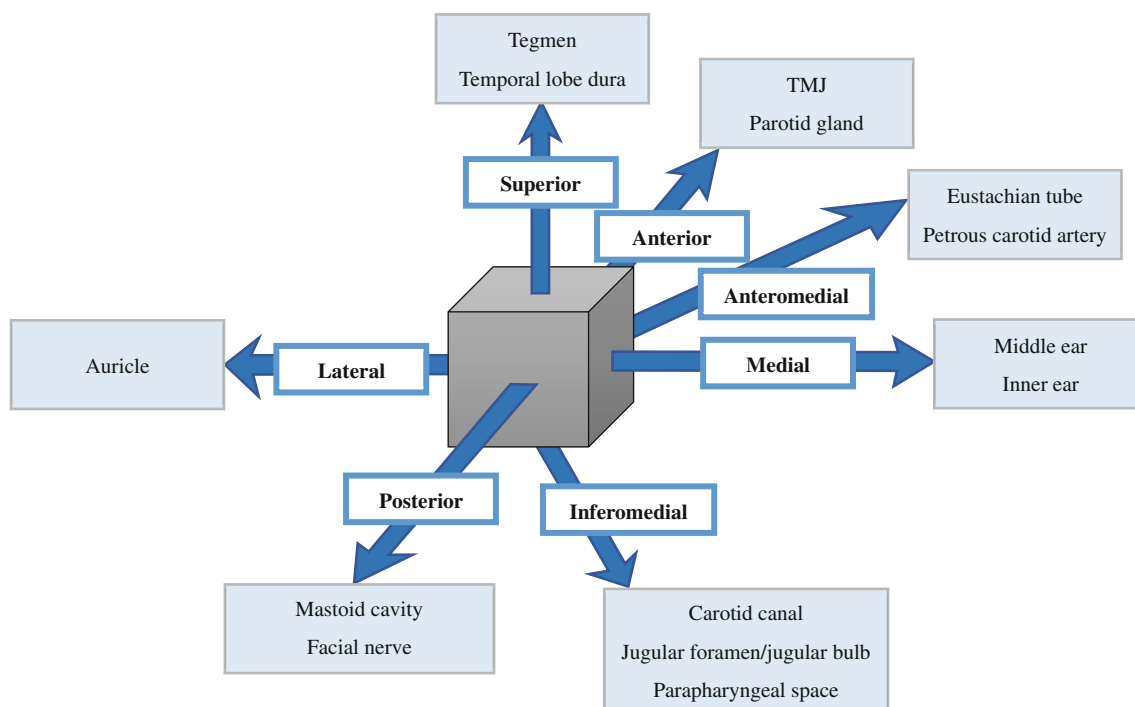 Tegmen
Temporal lobe dura
TMJ
Parotid gland
Superior
Eustachian tube
Petrous carotid artery
Anterior
Anteromedial
Auricle
Lateral
Medial
Middle ear
Inner ear
Posterior
Inferomedial
Mastoid cavity
Facial nerve
Carotid canal
Jugular foramen/jugular bulb
Parapharyngeal space